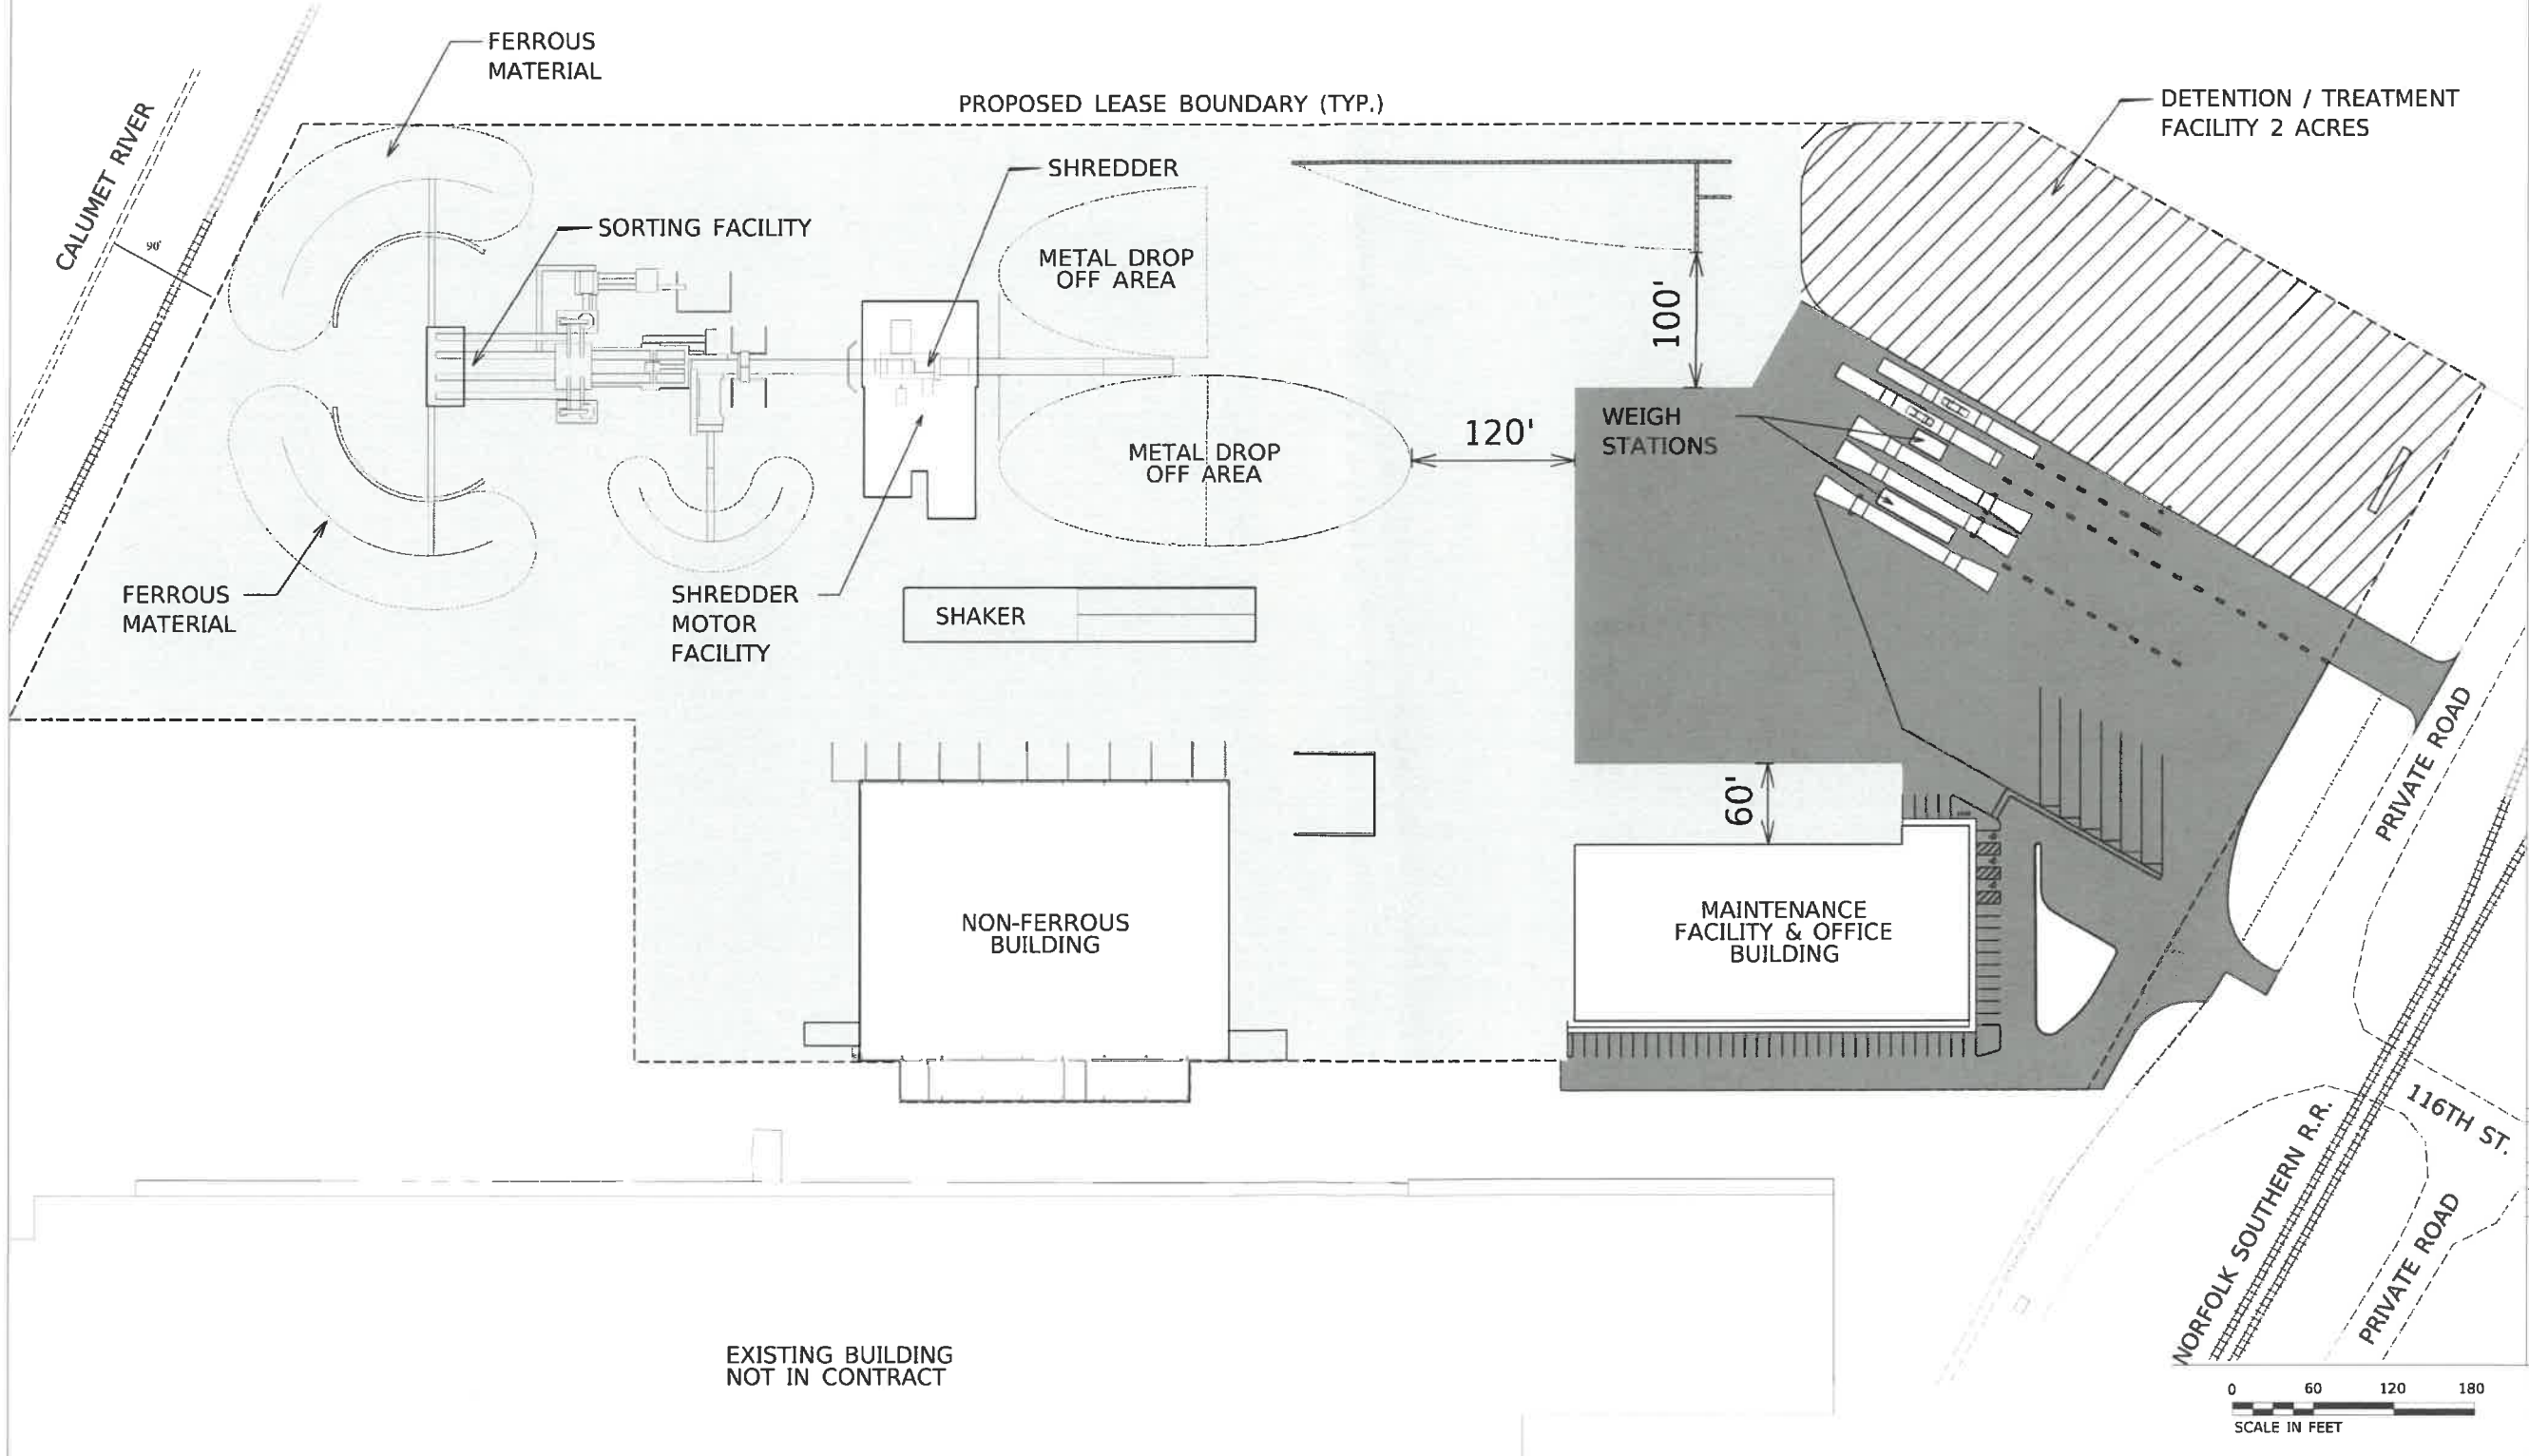 FERROUS
MATERIAL
PROPOSED LEASE BOUNDARY (TYP.)
DETENTION / TREATMENT
FACILITY 2 ACRES
CALUMET RIVER
90'
SHREDDER
SORTING FACILITY
METAL DROP
OFF AREA
100'
METAL DROP
OFF AREA
120'
WEIGH
STATIONS
FERROUS
MATERIAL
SHREDDER
MOTOR
FACILITY
SHAKER
60'
PRIVATE ROAD
NON-FERROUS
BUILDING
MAINTENANCE
FACILITY & OFFICE
BUILDING
116TH ST.
NORFOLK SOUTHERN R.R.
PRIVATE ROAD
EXISTING BUILDING
NOT IN CONTRACT
0 60 120 180
SCALE IN FEET